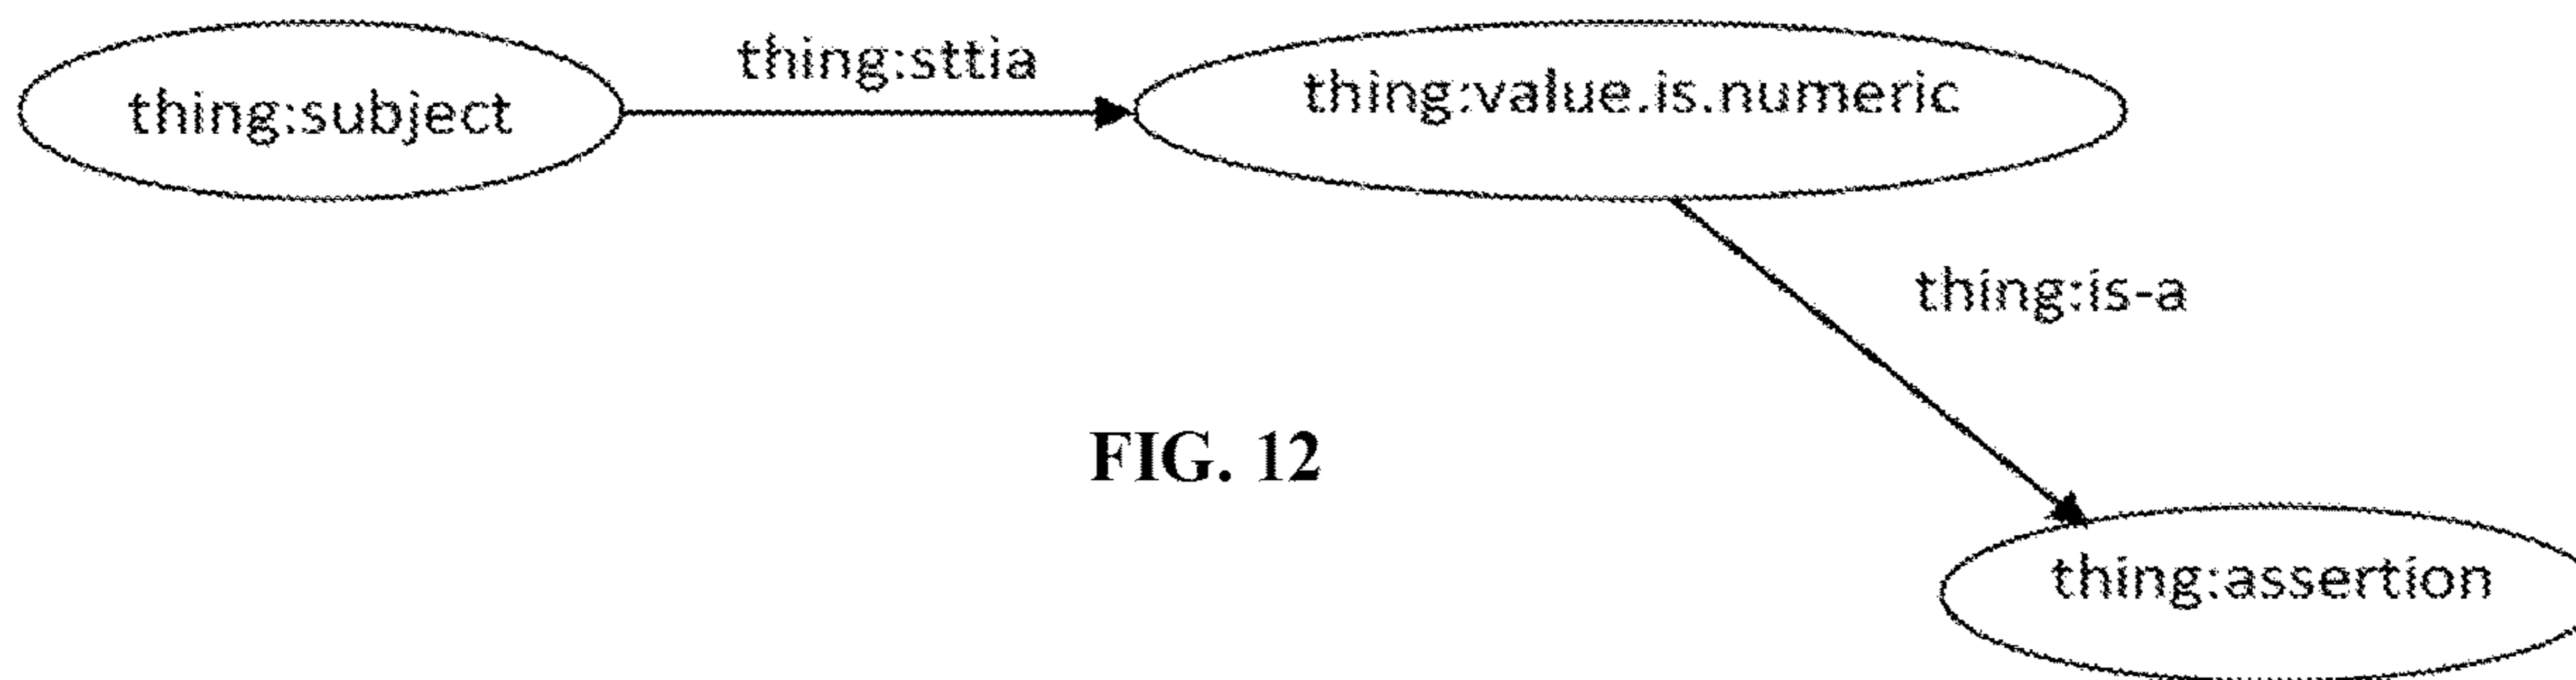 thing:subject
thing:sttia
thing:value.is.numeric
thing:is-a
FIG. 12
thing:assertion